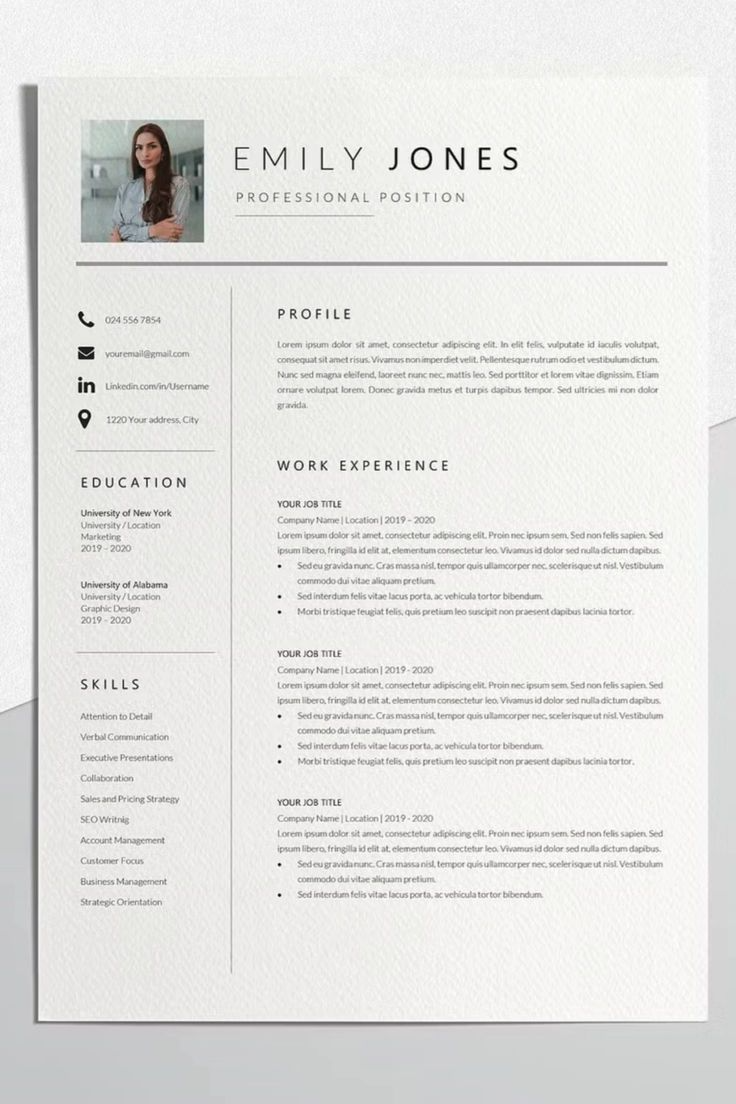 EMILY JONES
PROFESSIONAL POSITION
024 556 7854
youremail@gmail.com
Linkedin.com/in/Username
1220 Your address, City
EDUCATION
University of New York
University / Location
Marketing
2019 - 2020
University of Alabama
University / Location
Graphic Design
2019 - 2020
SKILLS
Attention to Detail
Verbal Communication
Executive Presentations
Collaboration
Sales and Pricing Strategy
SEO Writnig
Account Management
Customer Focus
Business Management
Strategic Orientation
PROFILE
Lorem ipsum dolor sit amet, consectetur adipiscing elit. In elit felis, vulputate id iaculis volutpat,
consequat sit amet risus. Vivamus non imperdiet velit. Pellentesque rutrum odio et vestibulum dictum.
Nunc sed magna eleifend, laoreet nunc nec, mattis leo. Sed porttitor et lorem vitae dignissim. Etiam
ornare volutpat lorem. Donec gravida metus et turpis dapibus tempor. Sed ultricies mi non dolor
gravida.
WORK EXPERIENCE
YOUR JOB TITLE
Company Name | Location | 2019 – 2020
Lorem ipsum dolor sit amet, consectetur adipiscing elit. Proin nec ipsum sem. Sed non felis sapien. Sed
ipsum libero, fringilla id elit at, elementum consectetur leo. Vivamus id dolor sed nulla dictum dapibus.
• Sed eu gravida nunc. Cras massa nisl, tempor quis ullamcorper nec, scelerisque ut nisl. Vestibulum
commodo dui vitae aliquam pretium.
• Sed interdum felis vitae lacus porta, ac vehicula tortor bibendum.
• Morbi tristique feugiat felis, quis pretium leo suscipit non praesent dapibus lacinia tortor.
YOUR JOB TITLE
Company Name | Location | 2019 - 2020
Lorem ipsum dolor sit amet, consectetur adipiscing elit. Proin nec ipsum sem. Sed non felis sapien. Sed
ipsum libero, fringilla id elit at, elementum consectetur leo. Vivamus id dolor sed nulla dictum dapibus.
• Sed eu gravida nunc. Cras massa nisl, tempor quis ullamcorper nec, scelerisque ut nisl. Vestibulum
commodo dui vitae aliquam pretium.
• Sed interdum felis vitae lacus porta, ac vehicula tortor bibendum.
• Morbi tristique feugiat felis, quis pretium leo suscipit non praesent dapibus lacinia tortor.
YOUR JOB TITLE
Company Name | Location | 2019 - 2020
Lorem ipsum dolor sit amet, consectetur adipiscing elit. Proin nec ipsum sem. Sed non felis sapien. Sed
ipsum libero, fringilla id elit at, elementum consectetur leo. Vivamus id dolor sed nulla dictum dapibus.
• Sed eu gravida nunc. Cras massa nisl, tempor quis ullamcorper nec, scelerisque ut nisl. Vestibulum
commodo dui vitae aliquam pretium.
• Sed interdum felis vitae lacus porta, ac vehicula tortor bibendum.